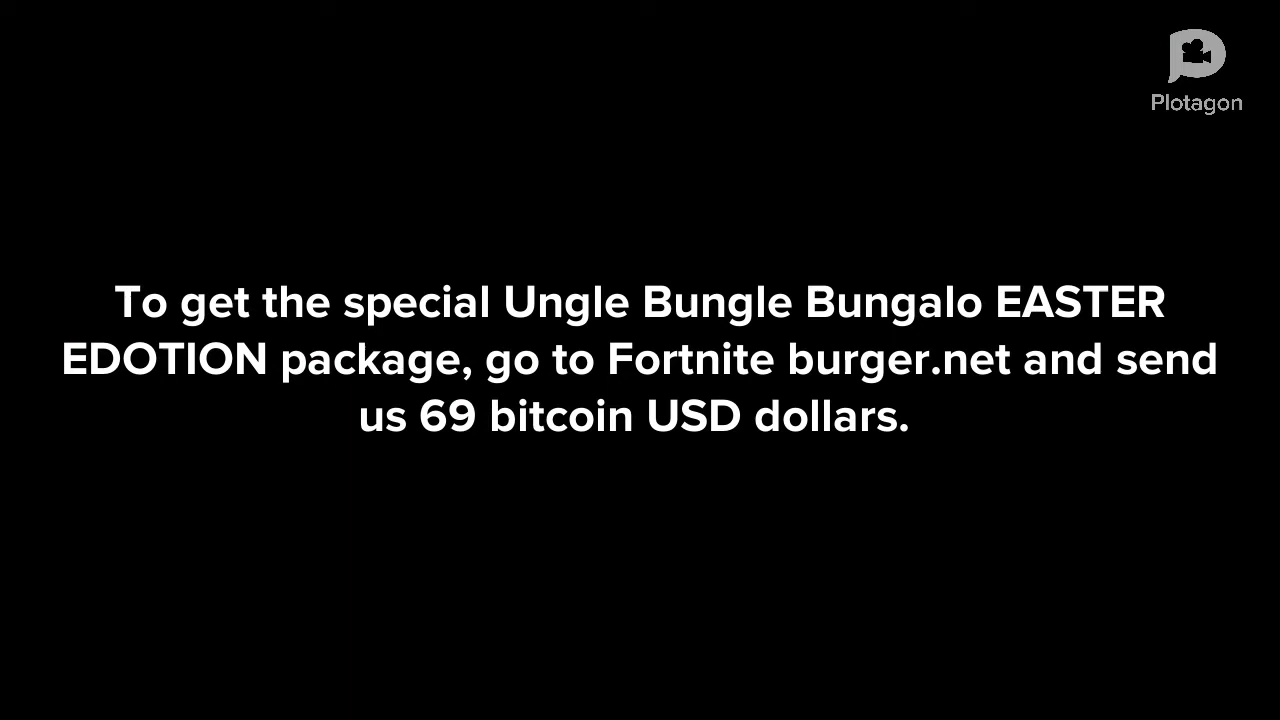 Plotagon
To get the special Ungle Bungle Bungalo EASTER
EDOTION package, go to Fortnite burger.net and send
us 69 bitcoin USD dollars.